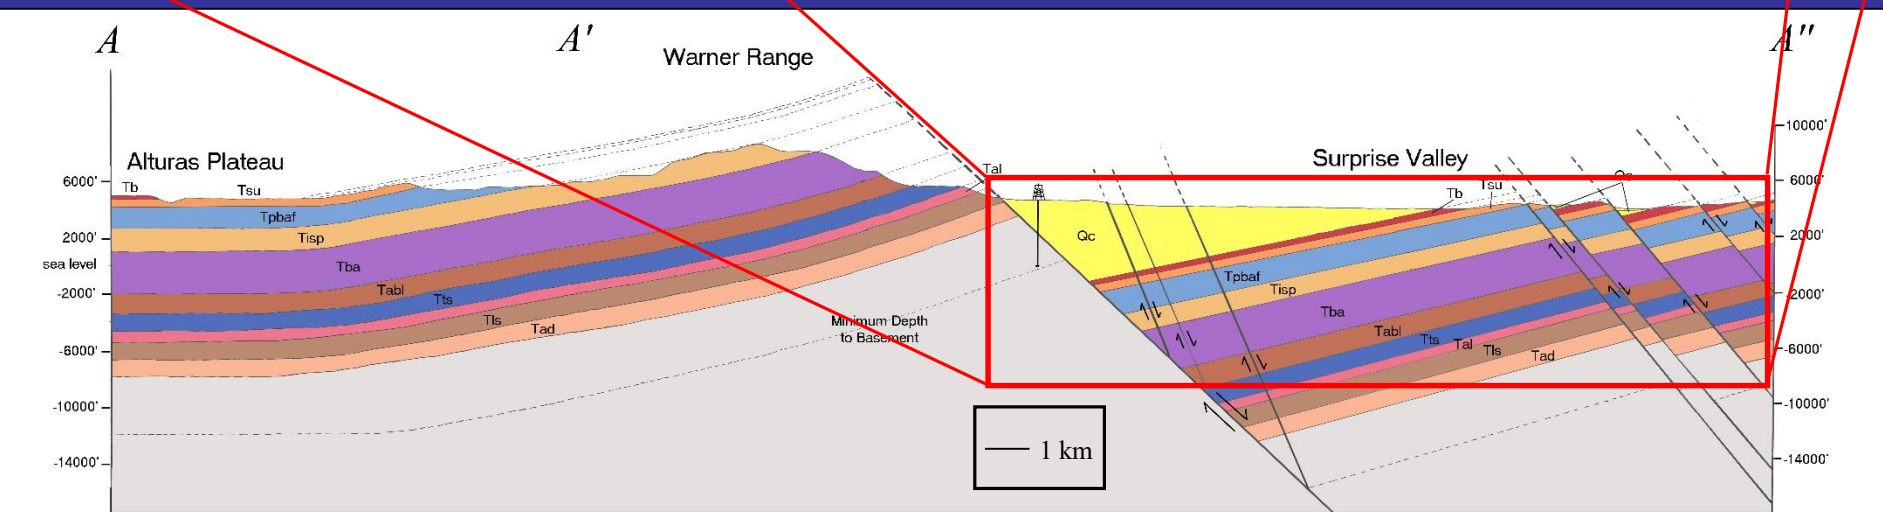 A
A'
A''
Warner Range
Alturas Plateau
Surprise Valley
6000'
2000'
sea level
-2000'
-6000'
-10000'
-14000'
10000'
6000'
2000'
-2000'
-6000'
-10000'
-14000'
Tb
Tsu
Tpbaf
Tisp
Tba
Tabl
Tts
Tls
Tad
Minimum Depth
to Basement
Tal
Qc
Tb
Tsu
Tpbaf
Tisp
Tba
Tabl
Tts
Tal
Tls
Tad
1 km